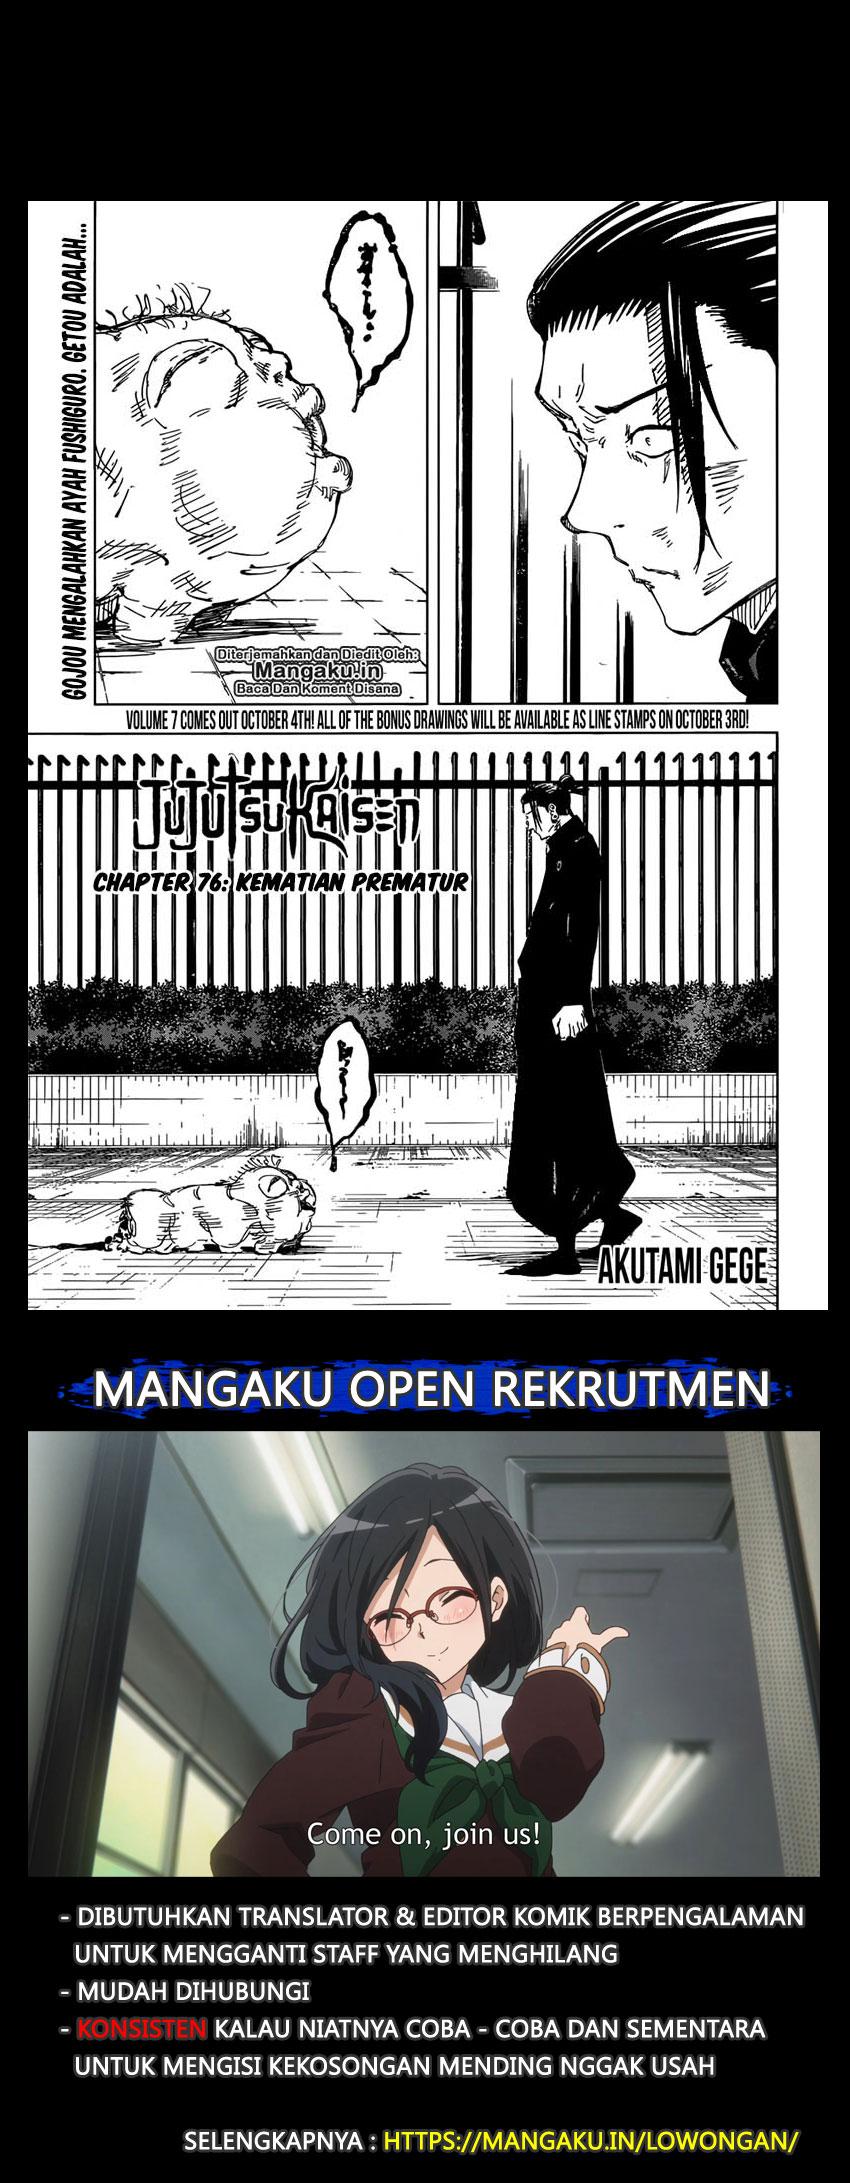 GOJOU MENGALAHKAN AYAH FUSHIGURO. GETOU ADALAH...
Diterjemahkan dan Diedit Oleh:
Mangaku.in
Baca Dan Koment Disana
VOLUME 7 COMES OUT OCTOBER 4TH! ALL OF THE BONUS DRAWINGS WILL BE AVAILABLE AS LINE STAMPS ON OCTOBER 3RD!
JUJUTSU KAISEN
CHAPTER 76: KEMATIAN PREMATUR
AKUTAMI GEGE
MANGAKU OPEN REKRUTMEN
Come on, join us!
- DIBUTUHKAN TRANSLATOR & EDITOR KOMIK BERPENGALAMAN
UNTUK MENGGANTI STAFF YANG MENGHILANG
- MUDAH DIHUBUNGI
- KONSISTEN KALAU NIATNYA COBA - COBA DAN SEMENTARA
UNTUK MENGISI KEKOSONGAN MENDING NGGAK USAH
SELENGKAPNYA : HTTPS://MANGAKU.IN/LOWONGAN/